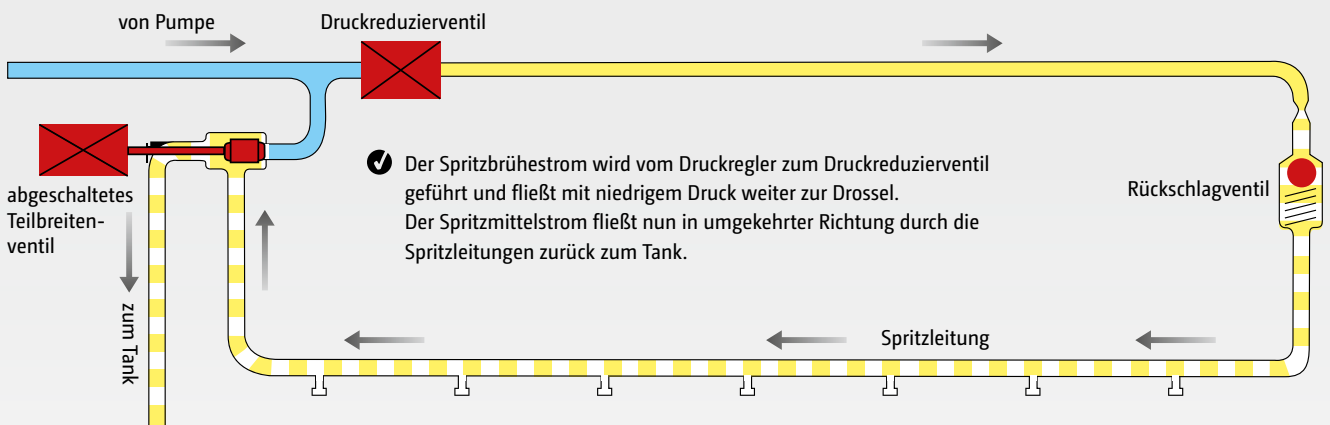 von Pumpe
Druckreduzierventil
abgeschaltetes
Teilbreiten-
ventil
zum Tank
Der Spritzbrühestrom wird vom Druckregler zum Druckreduzierventil
geführt und fließt mit niedrigem Druck weiter zur Drossel.
Der Spritzmittelstrom fließt nun in umgekehrter Richtung durch die
Spritzleitungen zurück zum Tank.
Rückschlagventil
Spritzleitung